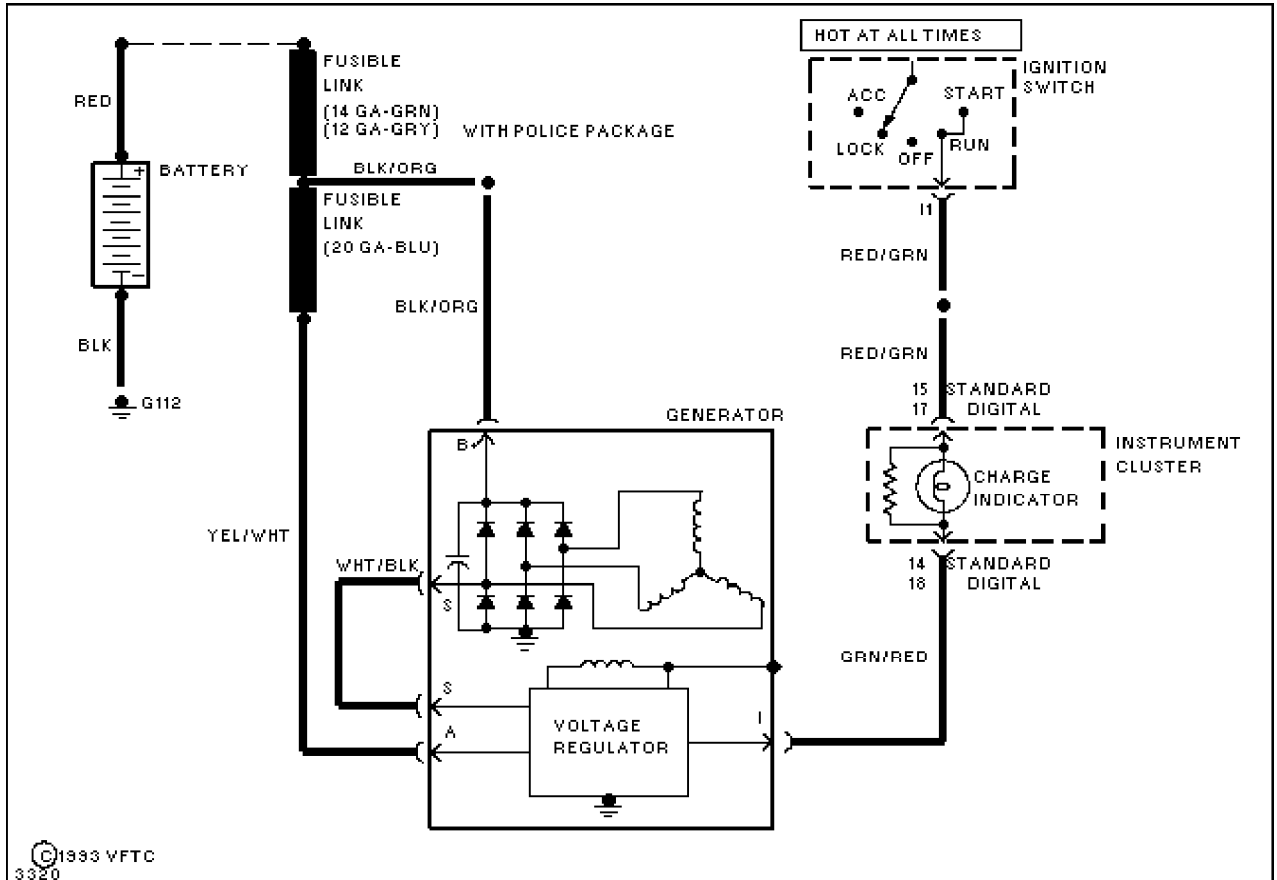 HOT AT ALL TIMES
IGNITION
SWITCH
ACC
START
LOCK
OFF
RUN
I1
RED/GRN
RED/GRN
15 STANDARD
17 DIGITAL
INSTRUMENT
CLUSTER
CHARGE
INDICATOR
14 STANDARD
18 DIGITAL
GRN/RED
FUSIBLE
LINK
(14 GA-GRN)
(12 GA-GRY) WITH POLICE PACKAGE
RED
+
BATTERY
-
BLK
G112
BLK/ORG
FUSIBLE
LINK
(20 GA-BLU)
BLK/ORG
YEL/WHT
WHT/BLK
GENERATOR
B+
S
S
A
I
VOLTAGE
REGULATOR
©1993 VFTC
3320